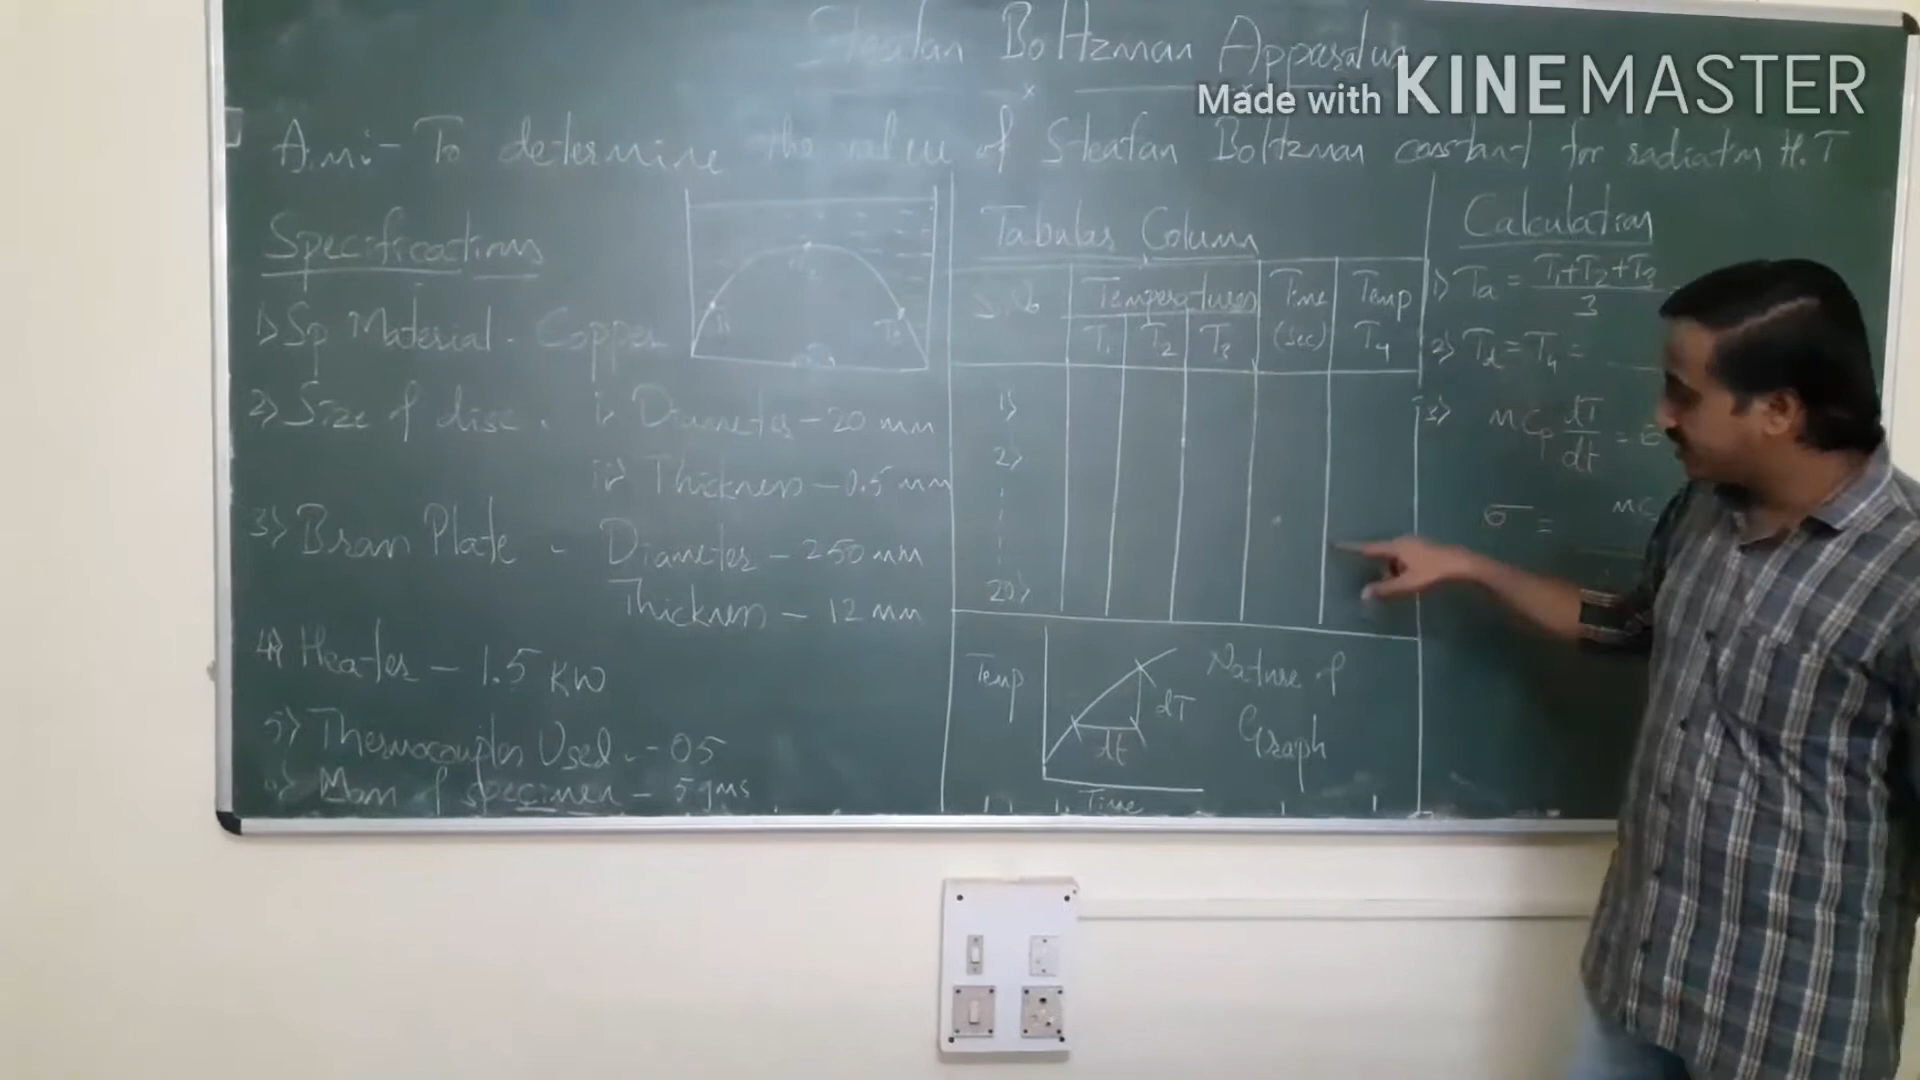 Steafan Boltzman Apparatus
Made with KINEMASTER
Aim:- To determine the value of Steafan Boltzman constant for radiatin H.T
Specifications
1) Sp Material - Copper
2) Size of disc - i) Diameter - 20 mm
ii) Thickness - 0.5 mm
3) Brass Plate - Diameter - 250 mm
Thickness - 12 mm
4) Heater - 1.5 KW
5) Thermocouples Used - 05
Mass of specimen - 5 gms
T1
Tabular Column
Sl.No Temperatures Time (sec) Temp T4
T1 T2 T3
1)
2)
20)
Temp
dT
dt
Time
Nature of
Graph
Calculation
1) Ta = T1+T2+T3 / 3
2) Td = T4 =
3) mCp dT/dt = σ
σ =